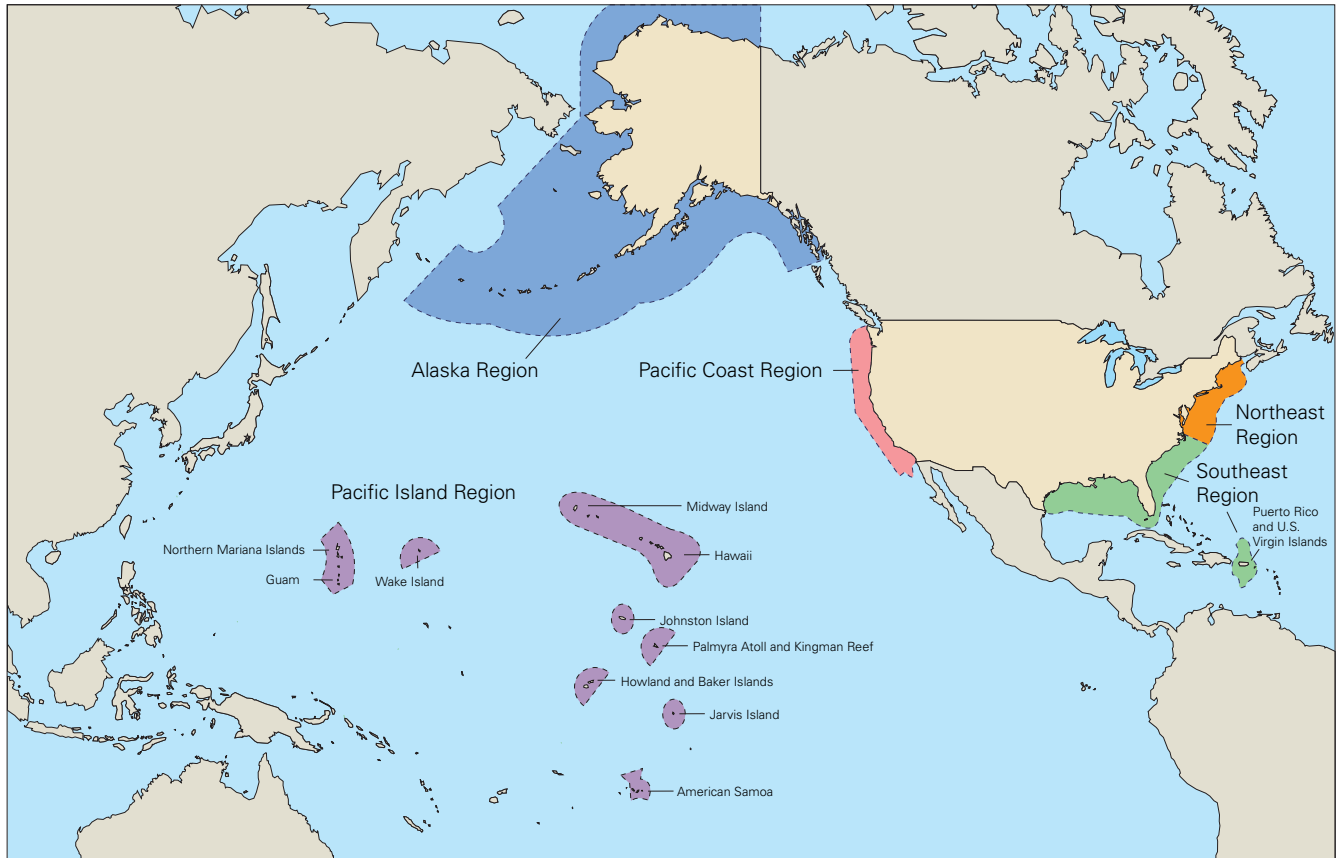 Alaska Region
Pacific Coast Region
Northeast
Region
Southeast
Region
Puerto Rico
and U.S.
Virgin Islands
Pacific Island Region
Midway Island
Northern Mariana Islands
Hawaii
Guam
Wake Island
Johnston Island
Palmyra Atoll and Kingman Reef
Howland and Baker Islands
Jarvis Island
American Samoa